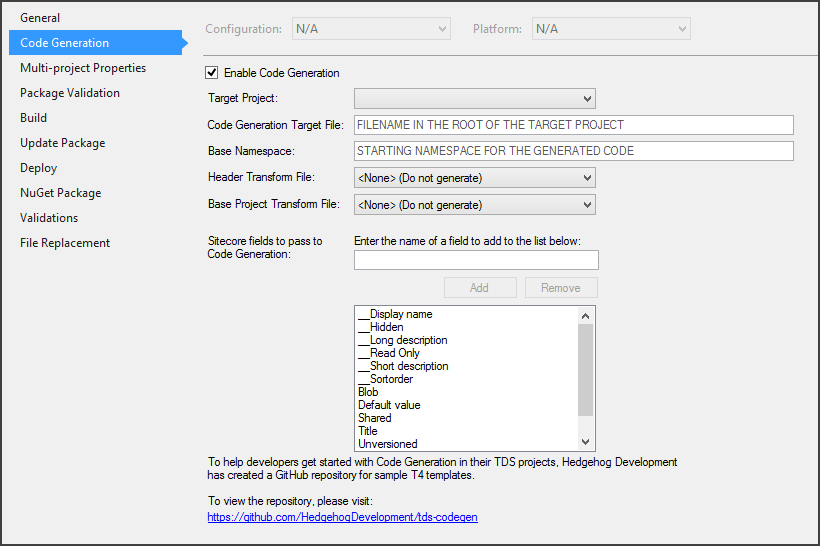 General
Code Generation
Multi-project Properties
Package Validation
Build
Update Package
Deploy
NuGet Package
Validations
File Replacement
Configuration: N/A Platform: N/A
Enable Code Generation
Target Project:
Code Generation Target File: FILENAME IN THE ROOT OF THE TARGET PROJECT
Base Namespace: STARTING NAMESPACE FOR THE GENERATED CODE
Header Transform File: <None> (Do not generate)
Base Project Transform File: <None> (Do not generate)
Sitecore fields to pass to
Code Generation:
Enter the name of a field to add to the list below:
Add Remove
__Display name
__Hidden
__Long description
__Read Only
__Short description
__Sortorder
Blob
Default value
Shared
Title
Unversioned
To help developers get started with Code Generation in their TDS projects, Hedgehog Development
has created a GitHub repository for sample T4 templates.
To view the repository, please visit:
https://github.com/HedgehogDevelopment/tds-codegen